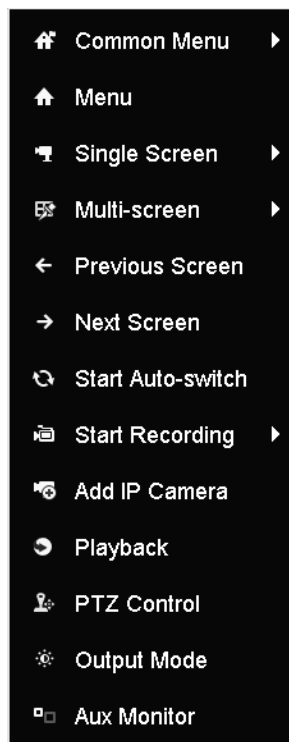 Common Menu
Menu
Single Screen
Multi-screen
Previous Screen
Next Screen
Start Auto-switch
Start Recording
Add IP Camera
Playback
PTZ Control
Output Mode
Aux Monitor